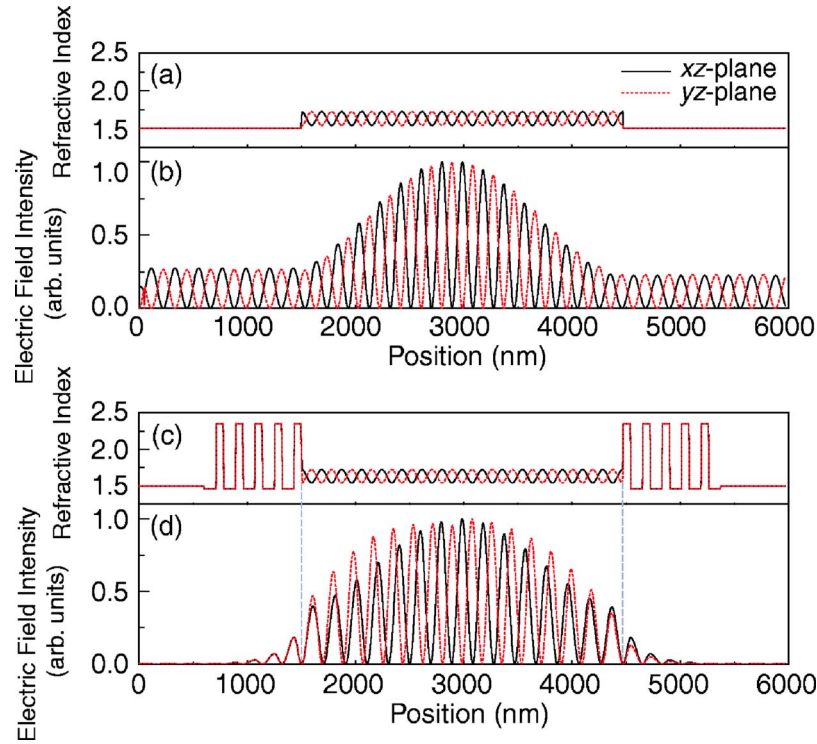 Refractive Index
2.5
2.0
1.5
(a)
xz-plane
yz-plane
Electric Field Intensity
(arb. units)
1.0
0.5
0.0
(b)
0 1000 2000 3000 4000 5000 6000
Position (nm)
Refractive Index
2.5
2.0
1.5
(c)
Electric Field Intensity
(arb. units)
1.0
0.5
0.0
(d)
0 1000 2000 3000 4000 5000 6000
Position (nm)